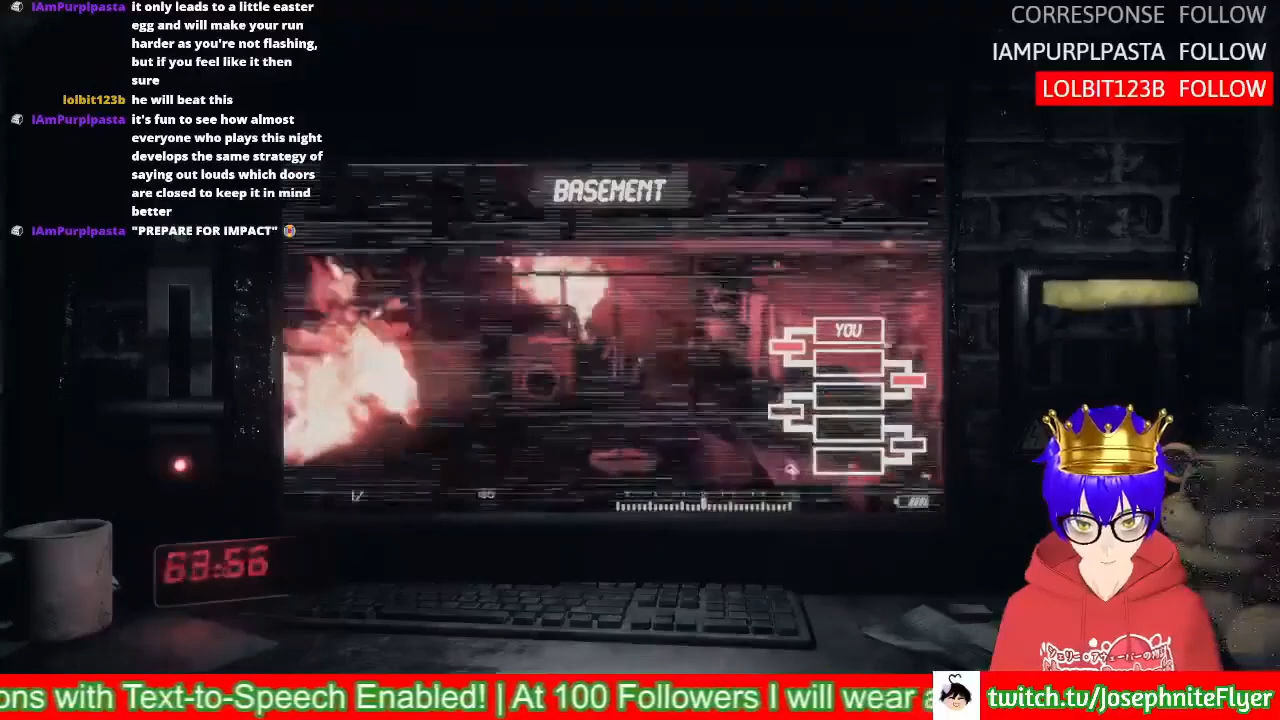 IAmPurplpasta it only leads to a little easter
egg and will make your run
harder as you're not flashing,
but if you feel like it then
sure
lolbit123b he will beat this
IAmPurplpasta it's fun to see how almost
everyone who plays this night
develops the same strategy of
saying out louds which doors
are closed to keep it in mind
better
IAmPurplpasta "PREPARE FOR IMPACT"
CORRESPONSE FOLLOW
IAMPURPLPASTA FOLLOW
LOLBIT123B FOLLOW
BASEMENT
YOU
63:56
ons with Text-to-Speech Enabled! | At 100 Followers I will wear a
twitch.tv/JosephniteFlyer